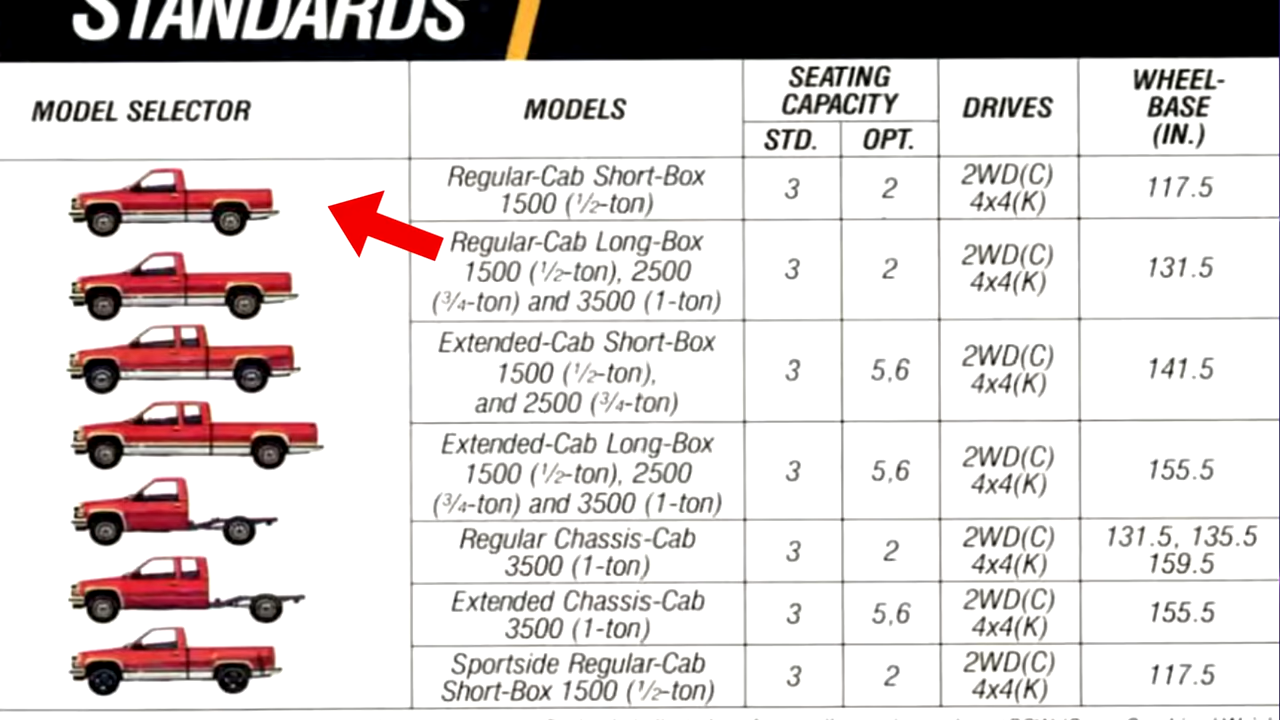 STANDARDS
MODEL SELECTOR
MODELS
SEATING
CAPACITY
STD.
OPT.
DRIVES
WHEEL-
BASE
(IN.)
Regular-Cab Short-Box
1500 (1/2-ton)
3
2
2WD(C)
4x4(K)
117.5
Regular-Cab Long-Box
1500 (1/2-ton), 2500
(3/4-ton) and 3500 (1-ton)
3
2
2WD(C)
4x4(K)
131.5
Extended-Cab Short-Box
1500 (1/2-ton),
and 2500 (3/4-ton)
3
5,6
2WD(C)
4x4(K)
141.5
Extended-Cab Long-Box
1500 (1/2-ton), 2500
(3/4-ton) and 3500 (1-ton)
3
5,6
2WD(C)
4x4(K)
155.5
Regular Chassis-Cab
3500 (1-ton)
3
2
2WD(C)
4x4(K)
131.5, 135.5
159.5
Extended Chassis-Cab
3500 (1-ton)
3
5,6
2WD(C)
4x4(K)
155.5
Sportside Regular-Cab
Short-Box 1500 (1/2-ton)
3
2
2WD(C)
4x4(K)
117.5